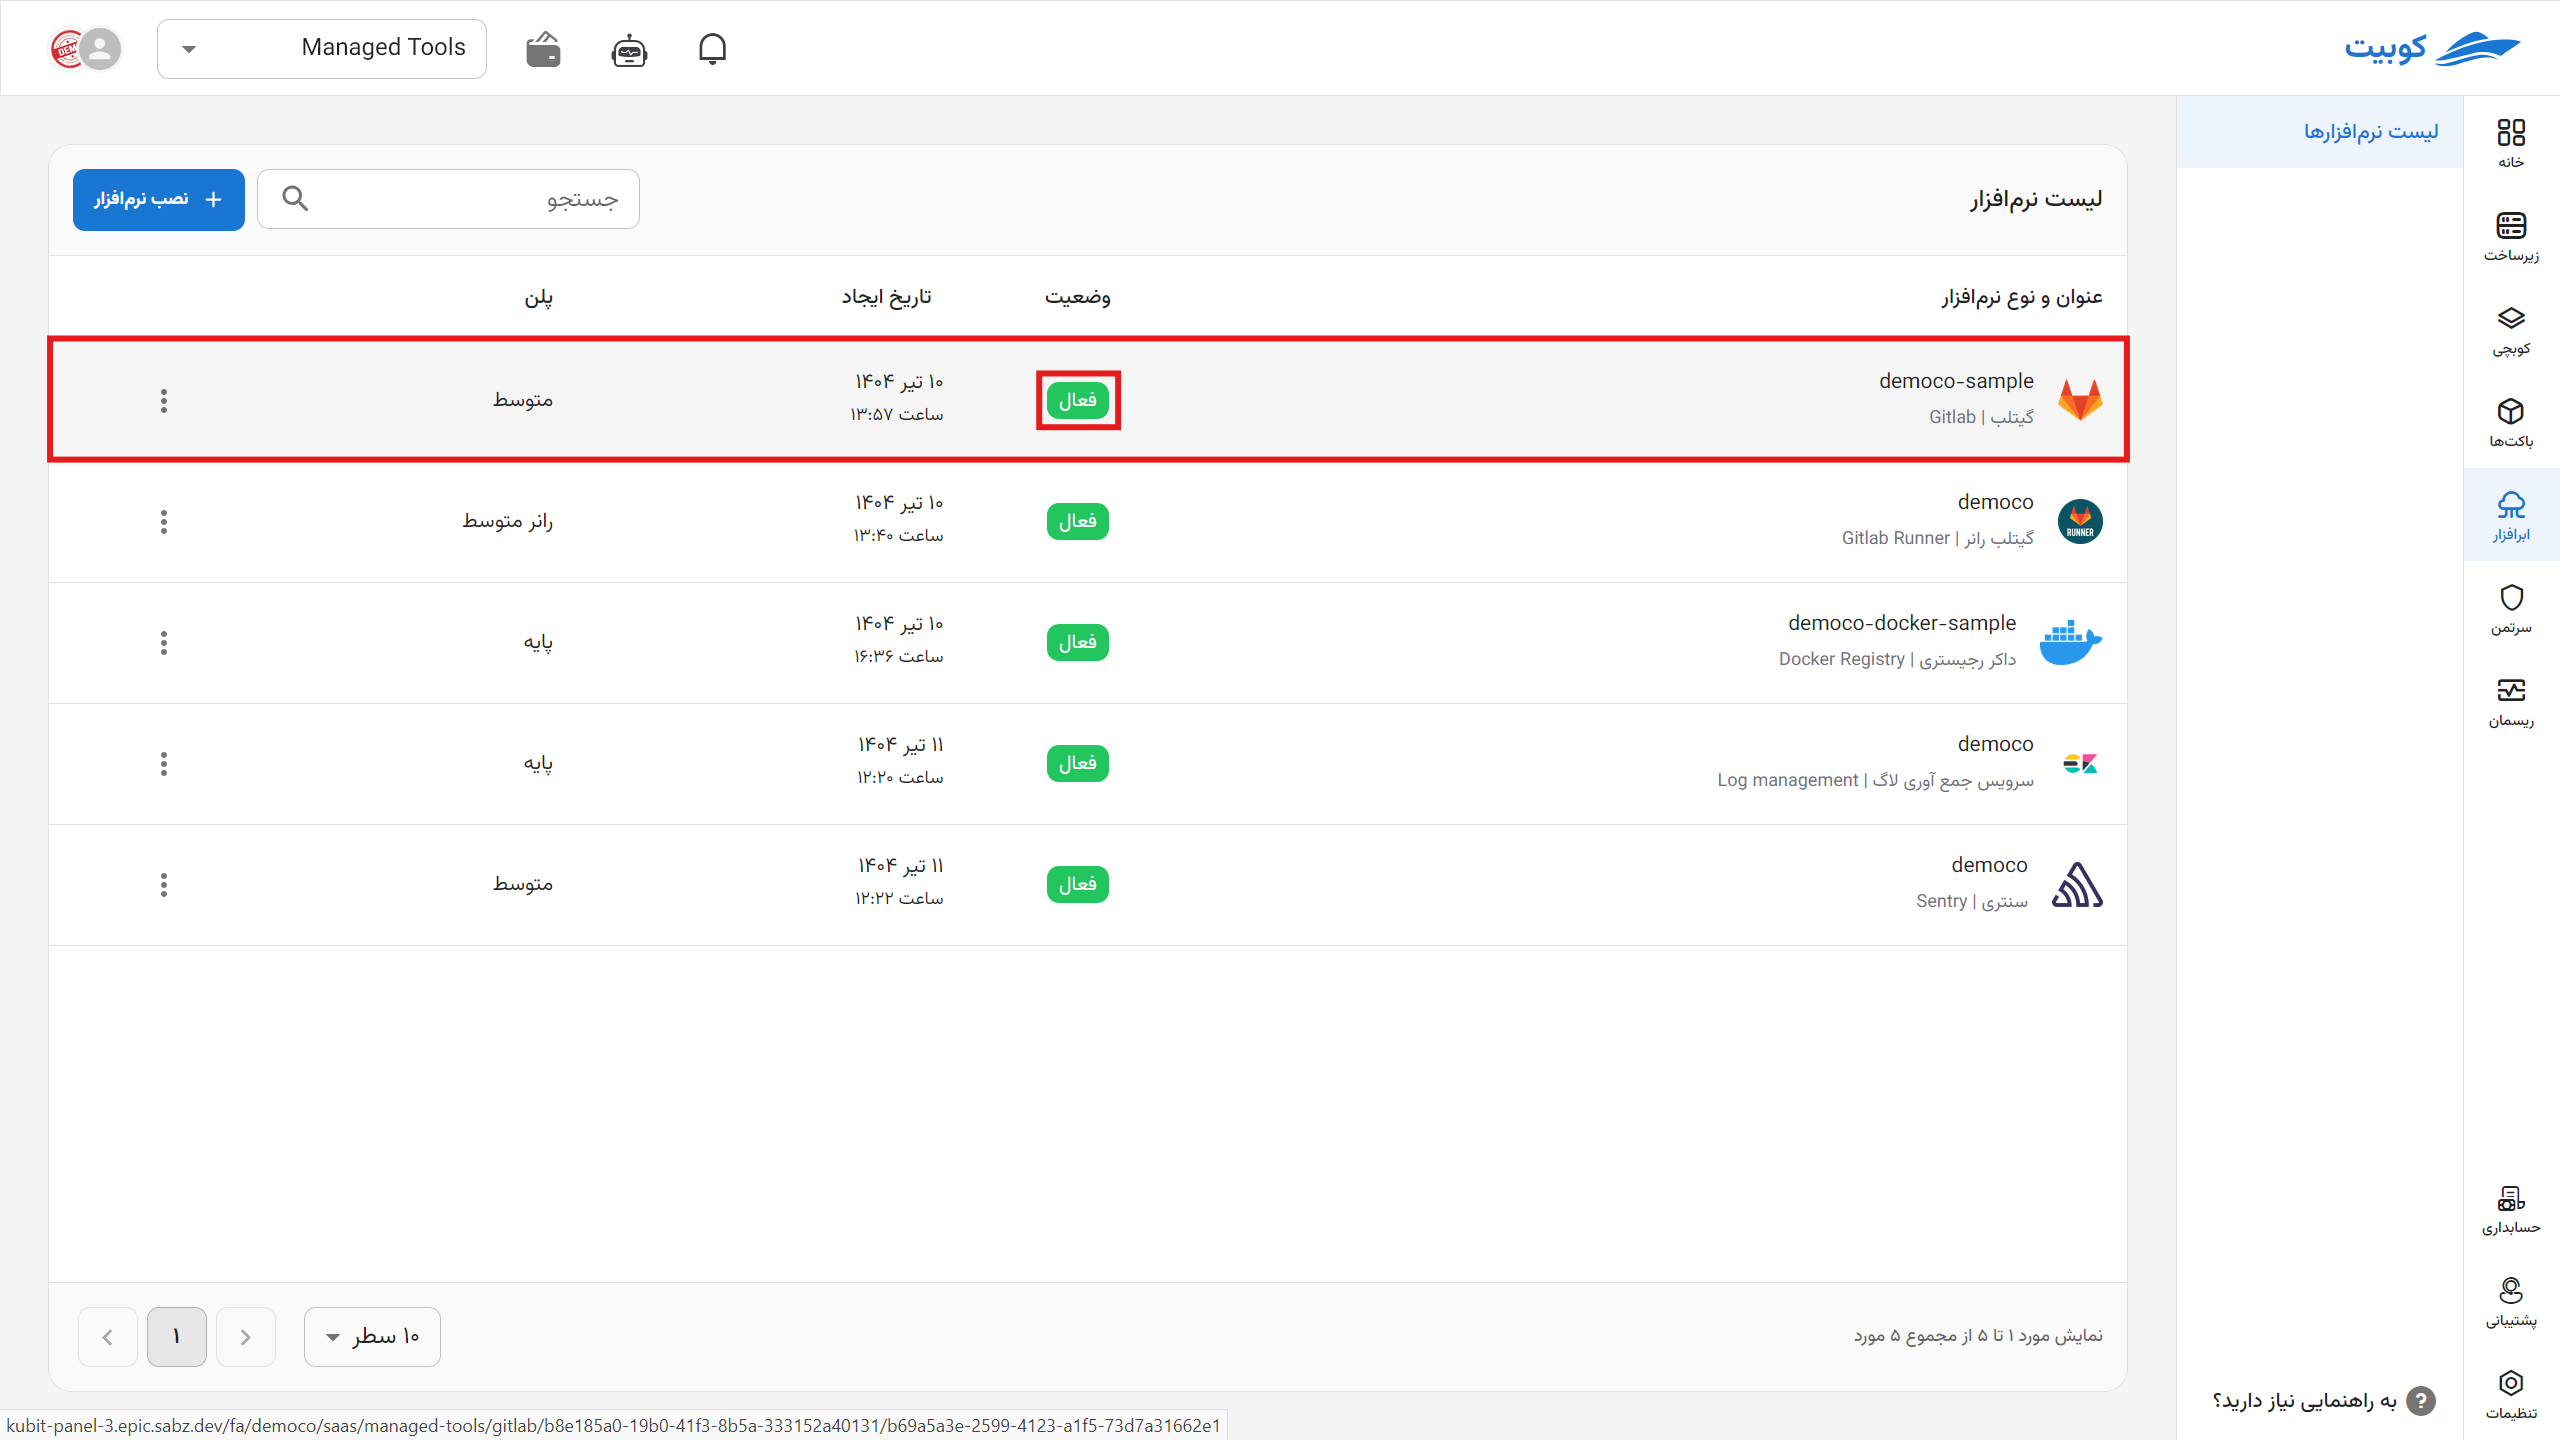 کوبیت
Managed Tools
DEMO
خانه
زیرساخت
کوبچی
باکت‌ها
ابرافزار
سرتمن
ریسمان
حسابداری
پشتیبانی
تنظیمات
لیست نرم‌افزارها
به راهنمایی نیاز دارید؟
لیست نرم‌افزار
جستجو
+ نصب نرم‌افزار
عنوان و نوع نرم‌افزار وضعیت تاریخ ایجاد پلن
democo-sample
گیتلب | Gitlab
فعال
۱۰ تیر ۱۴۰۴
ساعت ۱۳:۵۷
متوسط
democo
گیتلب رانر | Gitlab Runner
RUNNER
فعال
۱۰ تیر ۱۴۰۴
ساعت ۱۳:۴۰
رانر متوسط
democo-docker-sample
داکر رجیستری | Docker Registry
فعال
۱۰ تیر ۱۴۰۴
ساعت ۱۶:۳۶
پایه
democo
سرویس جمع آوری لاگ | Log management
فعال
۱۱ تیر ۱۴۰۴
ساعت ۱۲:۲۰
پایه
democo
سنتری | Sentry
فعال
۱۱ تیر ۱۴۰۴
ساعت ۱۲:۲۲
متوسط
نمایش مورد ۱ تا ۵ از مجموع ۵ مورد
۱۰ سطر
۱
kubit-panel-3.epic.sabz.dev/fa/democo/saas/managed-tools/gitlab/b8e185a0-19b0-41f3-8b5a-333152a40131/b69a5a3e-2599-4123-a1f5-73d7a31662e1